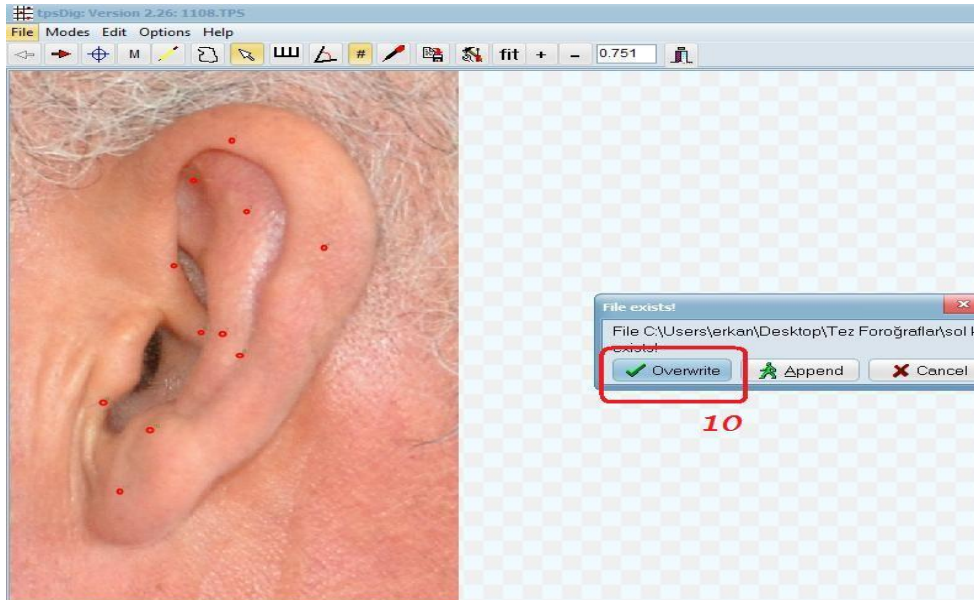 tpsDig: Version 2.26: 1108.TPS
File Modes Edit Options Help
M # fit + - 0.751
File exists!
File C:\Users\erkan\Desktop\Tez Foroğraflar\sol
exists!
Overwrite Append Cancel
10